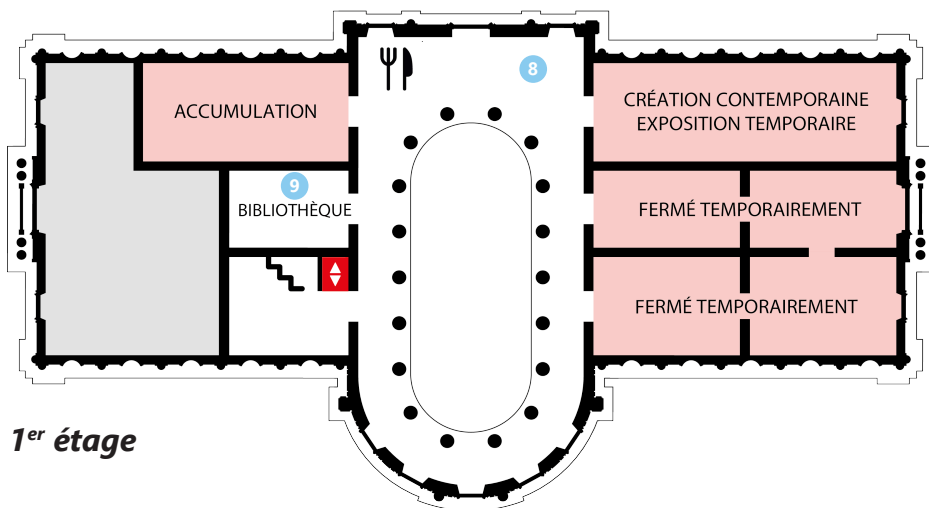 8
ACCUMULATION
CRÉATION CONTEMPORAINE
EXPOSITION TEMPORAIRE
9
BIBLIOTHÈQUE
FERMÉ TEMPORAIREMENT
FERMÉ TEMPORAIREMENT
1er étage